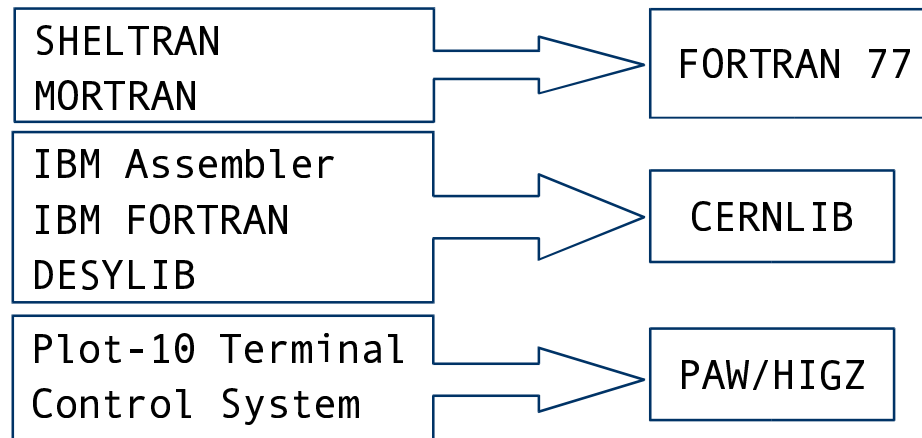 SHELTRAN
MORTRAN
FORTRAN 77
IBM Assembler
IBM FORTRAN
DESYLIB
CERNLIB
Plot-10 Terminal
Control System
PAW/HIGZ